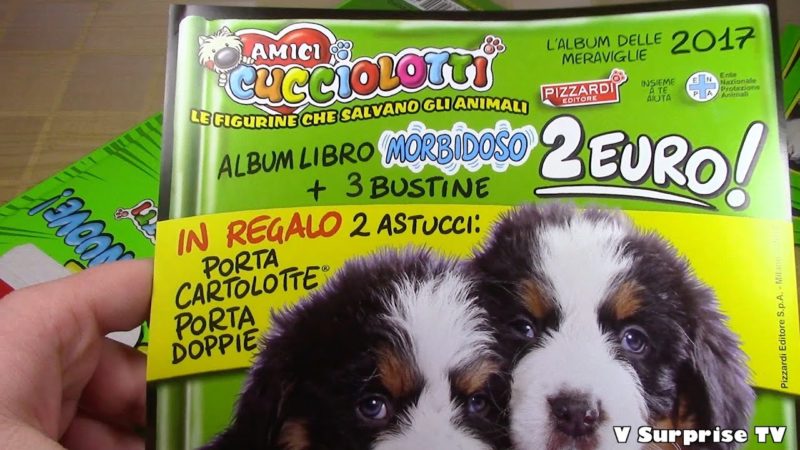 AMICI
CUCCIOLOTTI
LE FIGURINE CHE SALVANO GLI ANIMALI
L'ALBUM DELLE
MERAVIGLIE 2017
PIZZARDI
EDITORE
INSIEME
A TE
AIUTA
E N
P A
Ente
Nazionale
Protezione
Animali
ALBUM LIBRO MORBIDOSO 2 EURO!
+ 3 BUSTINE
IN REGALO 2 ASTUCCI:
PORTA
CARTOLOTTE®
PORTA
DOPPIE
NUOVE!
Pizzardi Editore S.p.A. - Milano
V Surprise TV